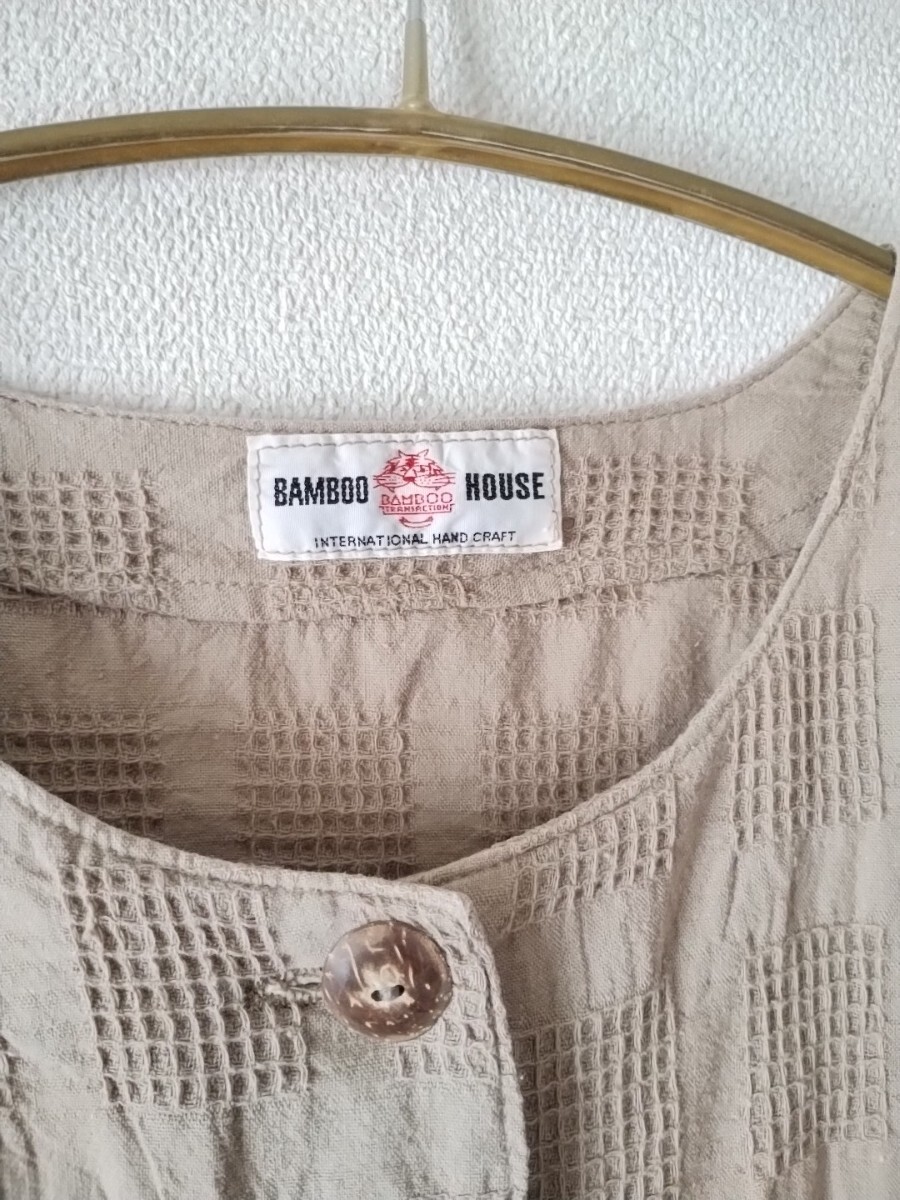 BAMBOO HOUSE
BAMBOO
TRANSACTION
INTERNATIONAL HAND CRAFT